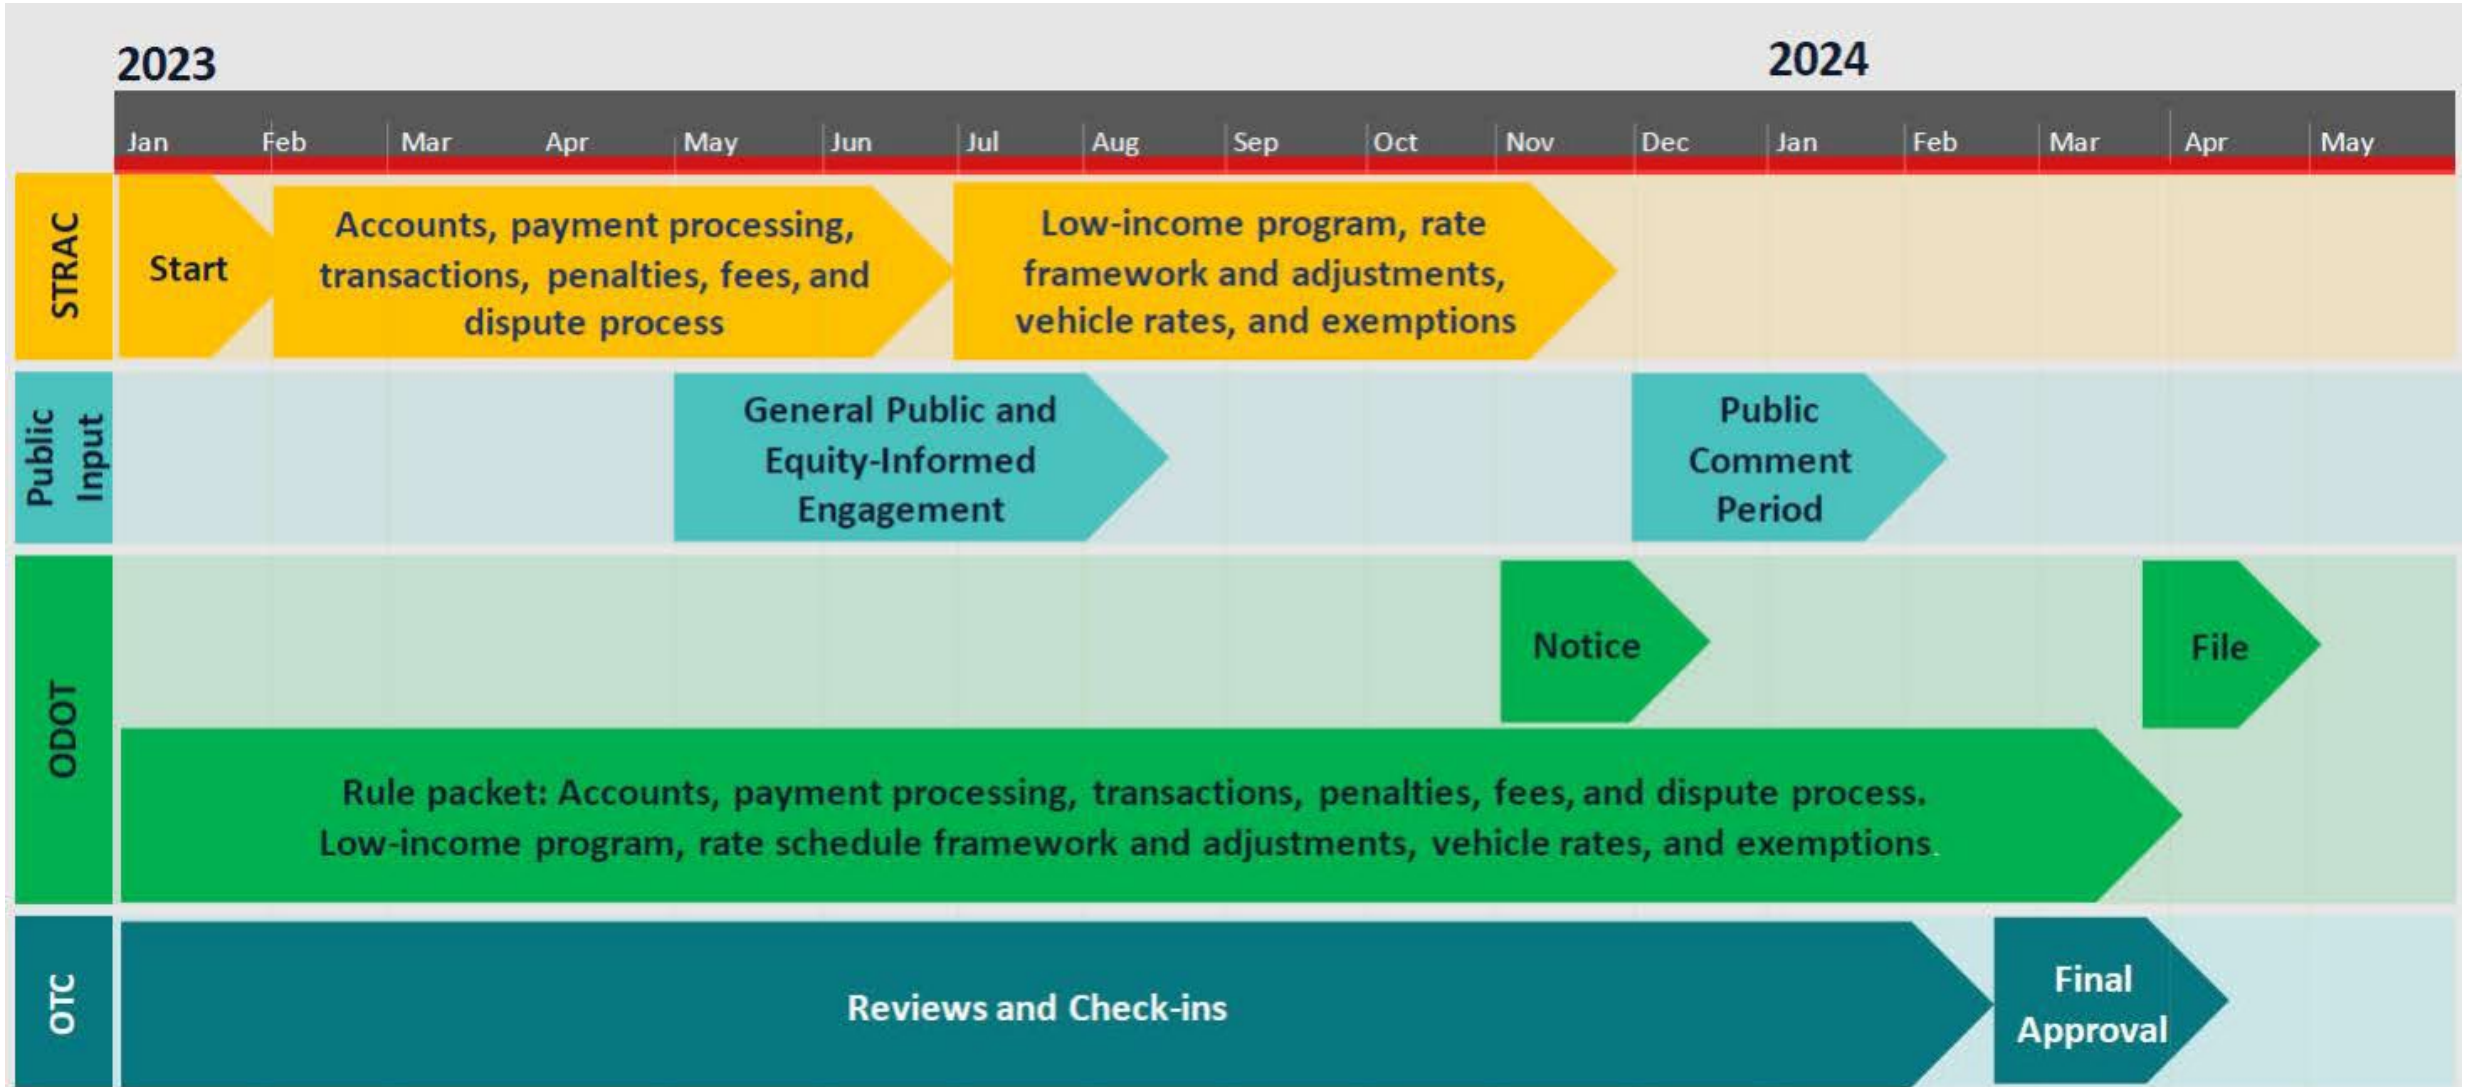 2023
2024
Jan Feb Mar Apr May Jun Jul Aug Sep Oct Nov Dec Jan Feb Mar Apr May
STRAC
Start
Accounts, payment processing,
transactions, penalties, fees, and
dispute process
Low-income program, rate
framework and adjustments,
vehicle rates, and exemptions
Public
Input
General Public and
Equity-Informed
Engagement
Public
Comment
Period
ODOT
Notice
File
Rule packet: Accounts, payment processing, transactions, penalties, fees, and dispute process.
Low-income program, rate schedule framework and adjustments, vehicle rates, and exemptions.
OTC
Reviews and Check-ins
Final
Approval